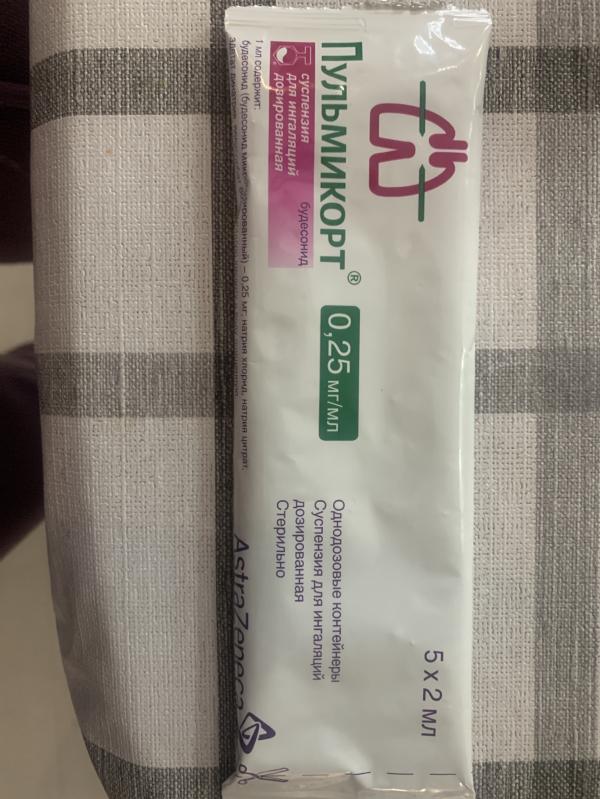 ПУЛЬМИКОРТ® 0,25 мг/мл
будесонид
суспензия
для ингаляций
дозированная
1 мл содержит:
будесонид (будесонид – 0,25 мг, натрия хлорид, натрия цитрат,
Однодозовые контейнеры
Суспензия для ингаляций
дозированная
Стерильно
5 x 2 мл
AstraZeneca